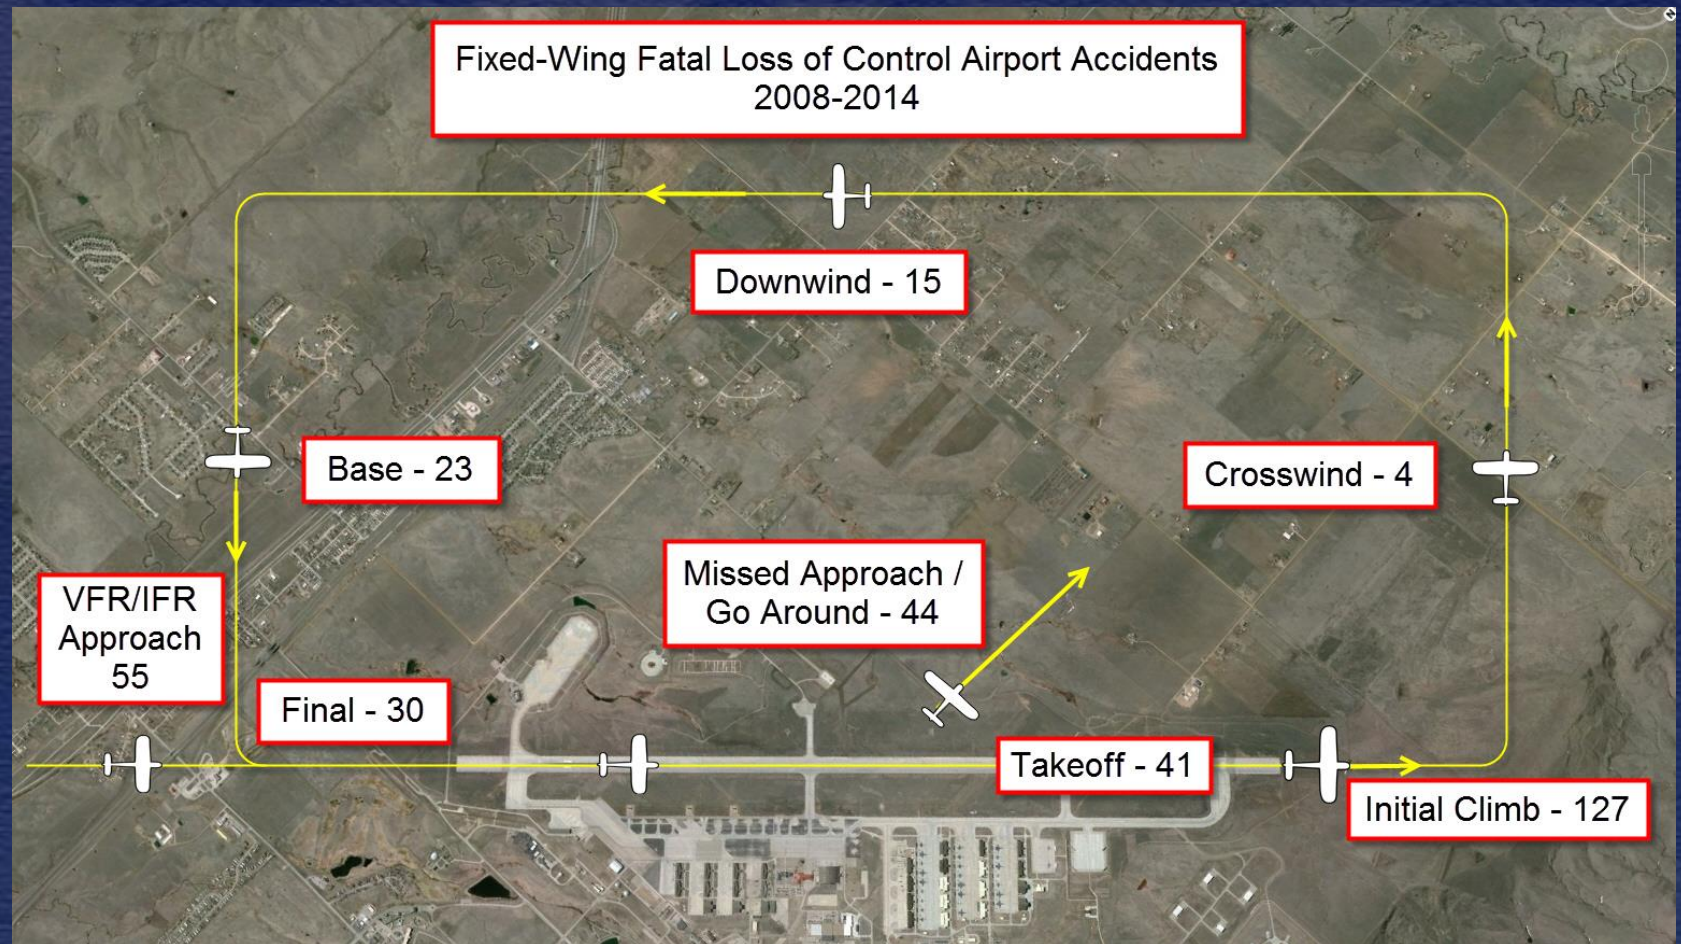 Fixed-Wing Fatal Loss of Control Airport Accidents
2008-2014
Downwind - 15
Base - 23
Crosswind - 4
Missed Approach /
Go Around - 44
VFR/IFR
Approach
55
Final - 30
Takeoff - 41
Initial Climb - 127